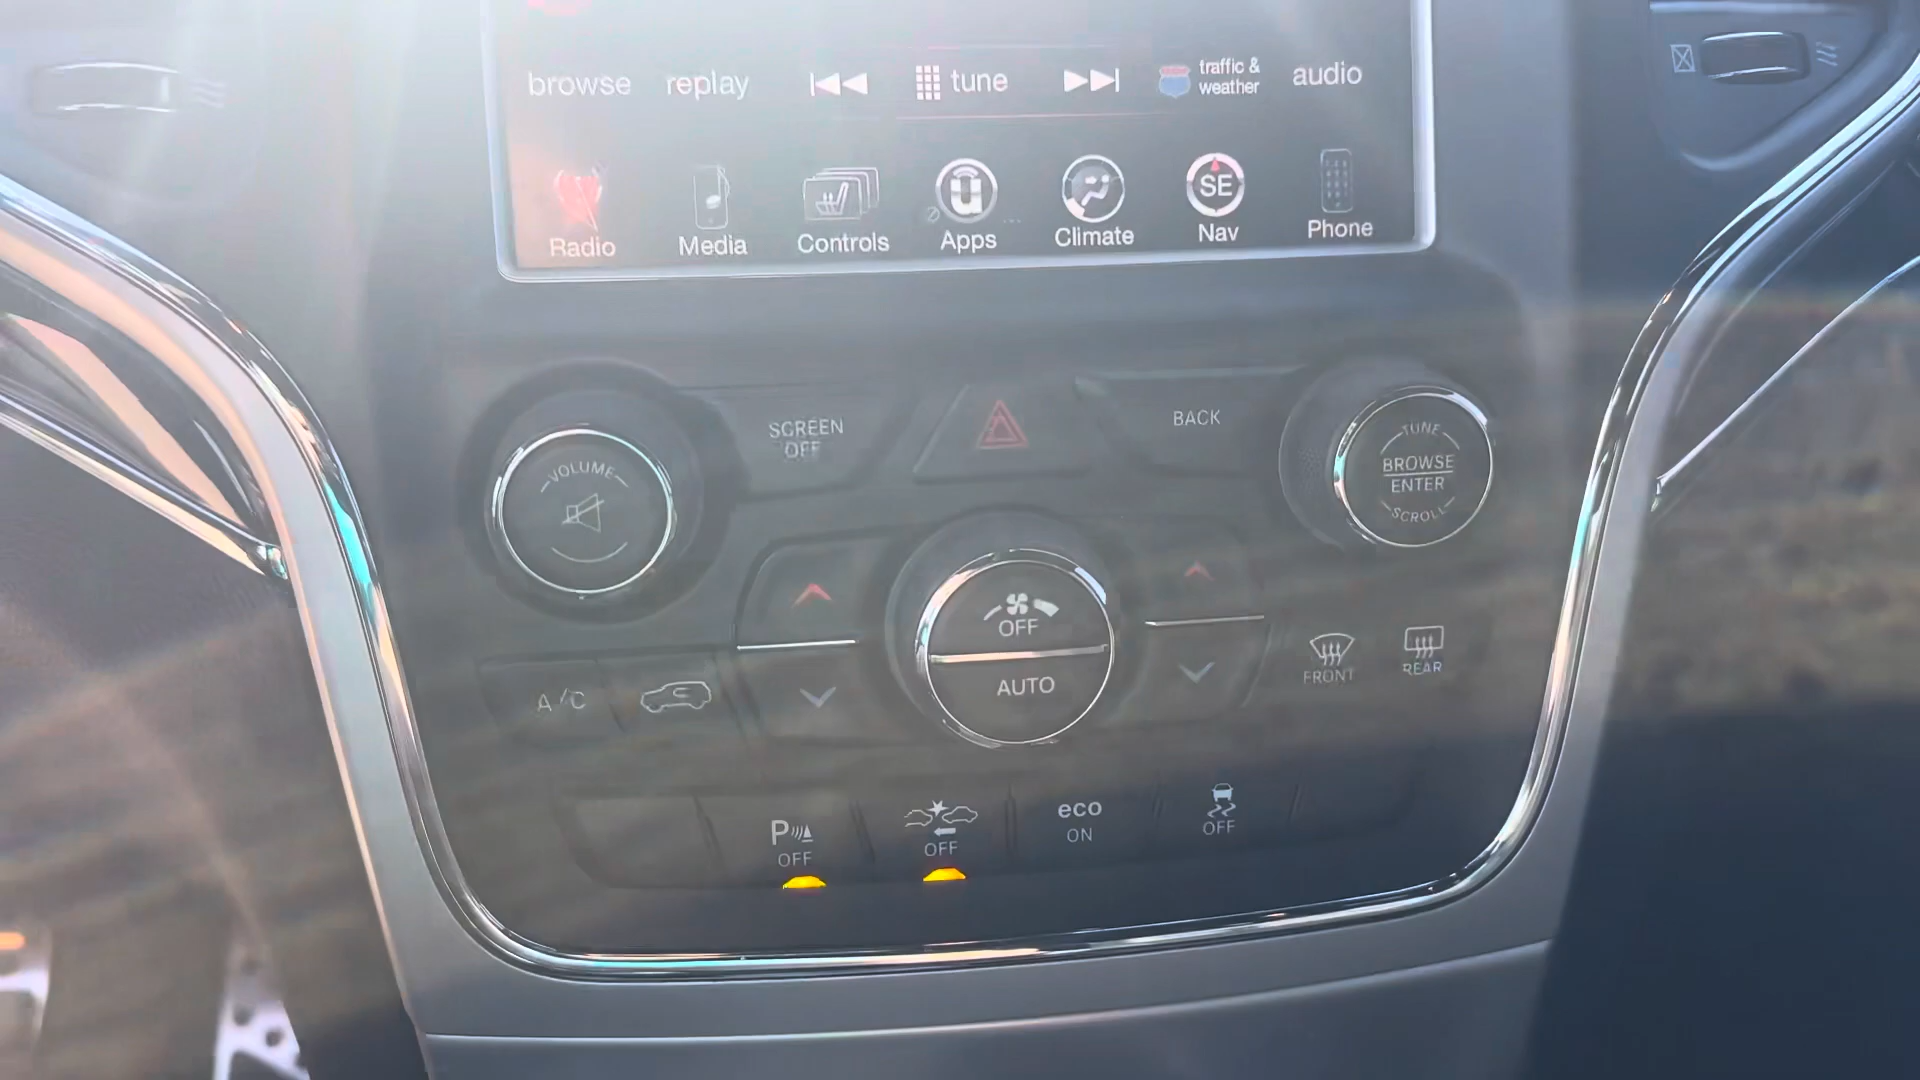 browse replay tune traffic & weather audio
Radio Media Controls Apps Climate SE Nav Phone
VOLUME
SCREEN
OFF
BACK
TUNE
BROWSE
ENTER
SCROLL
OFF
AUTO
A/C
FRONT
REAR
P
OFF
OFF
eco
ON
OFF